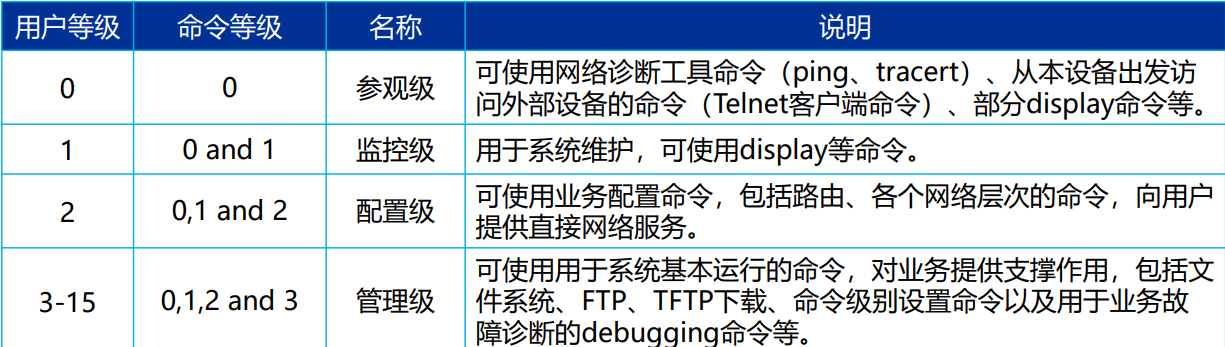 用户等级 命令等级 名称 说明
0 0 参观级 可使用网络诊断工具命令（ping、tracert）、从本设备出发访
问外部设备的命令（Telnet客户端命令）、部分display命令等。
1 0 and 1 监控级 用于系统维护，可使用display等命令。
2 0,1 and 2 配置级 可使用业务配置命令，包括路由、各个网络层次的命令，向用户
提供直接网络服务。
3-15 0,1,2 and 3 管理级 可使用用于系统基本运行的命令，对业务提供支撑作用，包括文
件系统、FTP、TFTP下载、命令级别设置命令以及用于业务故
障诊断的debugging命令等。